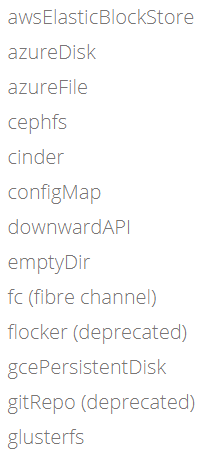 awsElasticBlockStore
azureDisk
azureFile
cephfs
cinder
configMap
downwardAPI
emptyDir
fc (fibre channel)
flocker (deprecated)
gcePersistentDisk
gitRepo (deprecated)
glusterfs